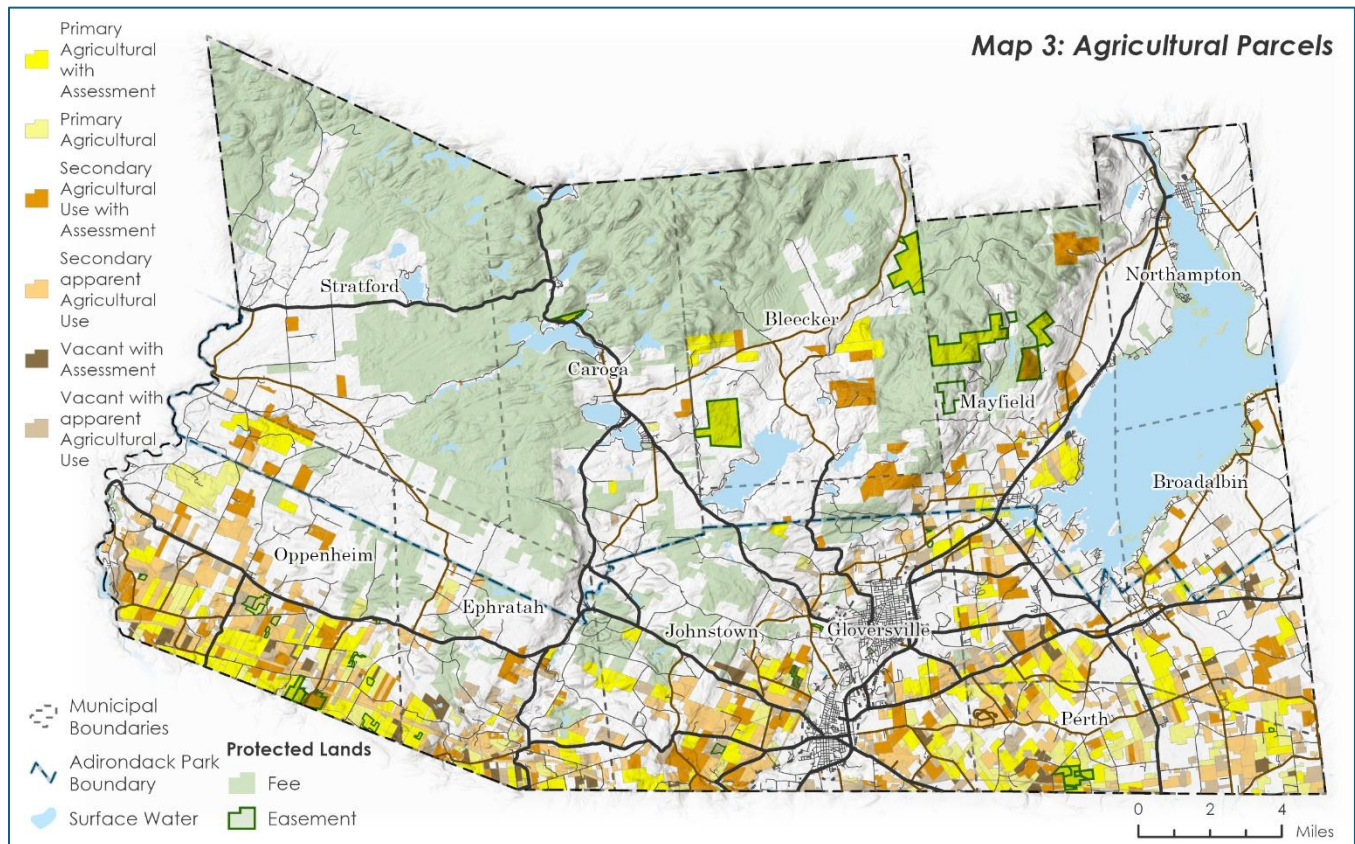 Map 3: Agricultural Parcels
Primary
Agricultural
with
Assessment
Primary
Agricultural
Secondary
Agricultural
Use with
Assessment
Secondary
apparent
Agricultural
Use
Vacant with
Assessment
Vacant with
apparent
Agricultural
Use
Stratford
Northampton
Bleecker
Caroga
Mayfield
Broadalbin
Oppenheim
Ephratah
Johnstown
Gloversville
Perth
Municipal
Boundaries
Adirondack Park
Boundary
Surface Water
Protected Lands
Fee
Easement
0 2 4
Miles